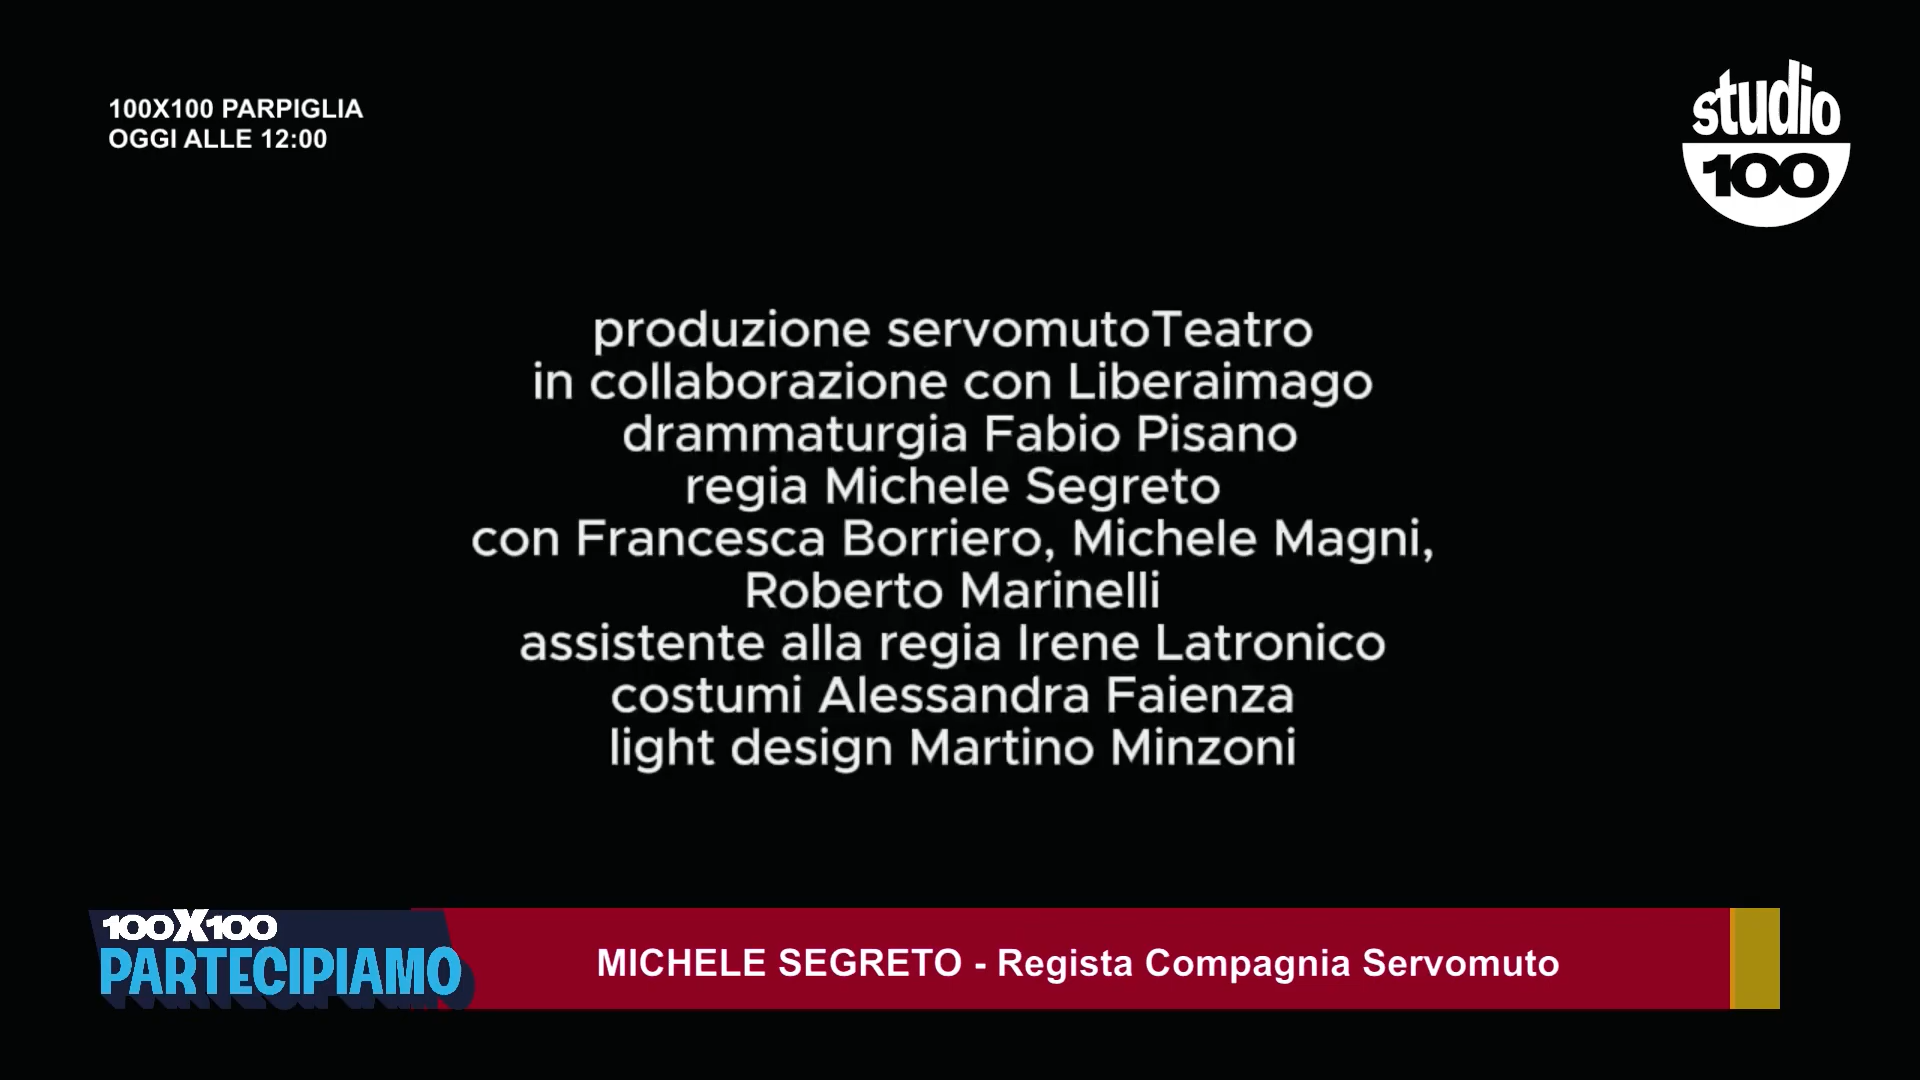 100X100 PARPIGLIA
OGGI ALLE 12:00
studio
100
produzione servomutoTeatro
in collaborazione con Liberaimago
drammaturgia Fabio Pisano
regia Michele Segreto
con Francesca Borriero, Michele Magni,
Roberto Marinelli
assistente alla regia Irene Latronico
costumi Alessandra Faienza
light design Martino Minzoni
100X100
PARTECIPIAMO
MICHELE SEGRETO - Regista Compagnia Servomuto